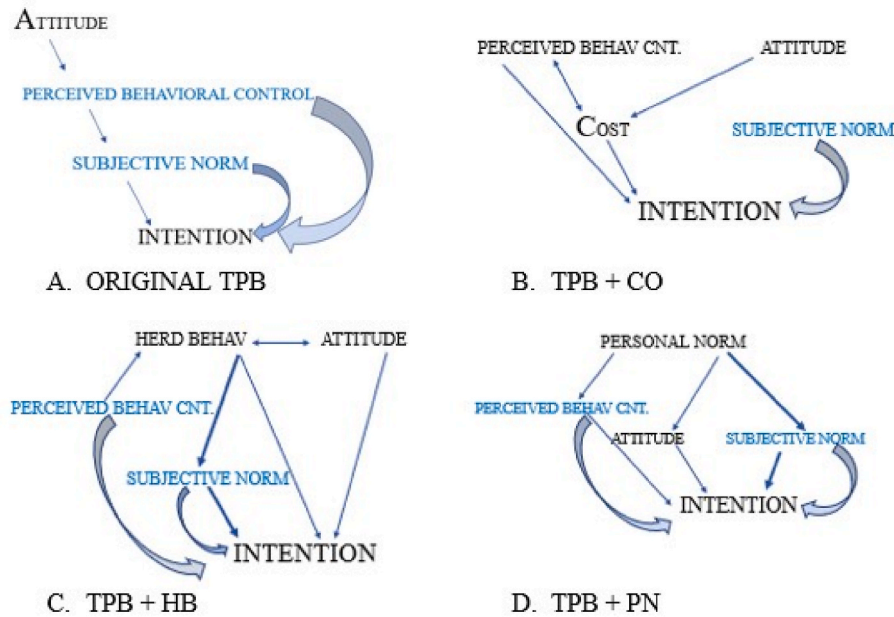 ATTITUDE
PERCEIVED BEHAVIORAL CONTROL
SUBJECTIVE NORM
INTENTION
A. ORIGINAL TPB
PERCEIVED BEHAV CNT.
ATTITUDE
COST
SUBJECTIVE NORM
INTENTION
B. TPB + CO
HERD BEHAV
ATTITUDE
PERCEIVED BEHAV CNT.
SUBJECTIVE NORM
INTENTION
C. TPB + HB
PERSONAL NORM
PERCEIVED BEHAV CNT.
ATTITUDE
SUBJECTIVE NORM
INTENTION
D. TPB + PN